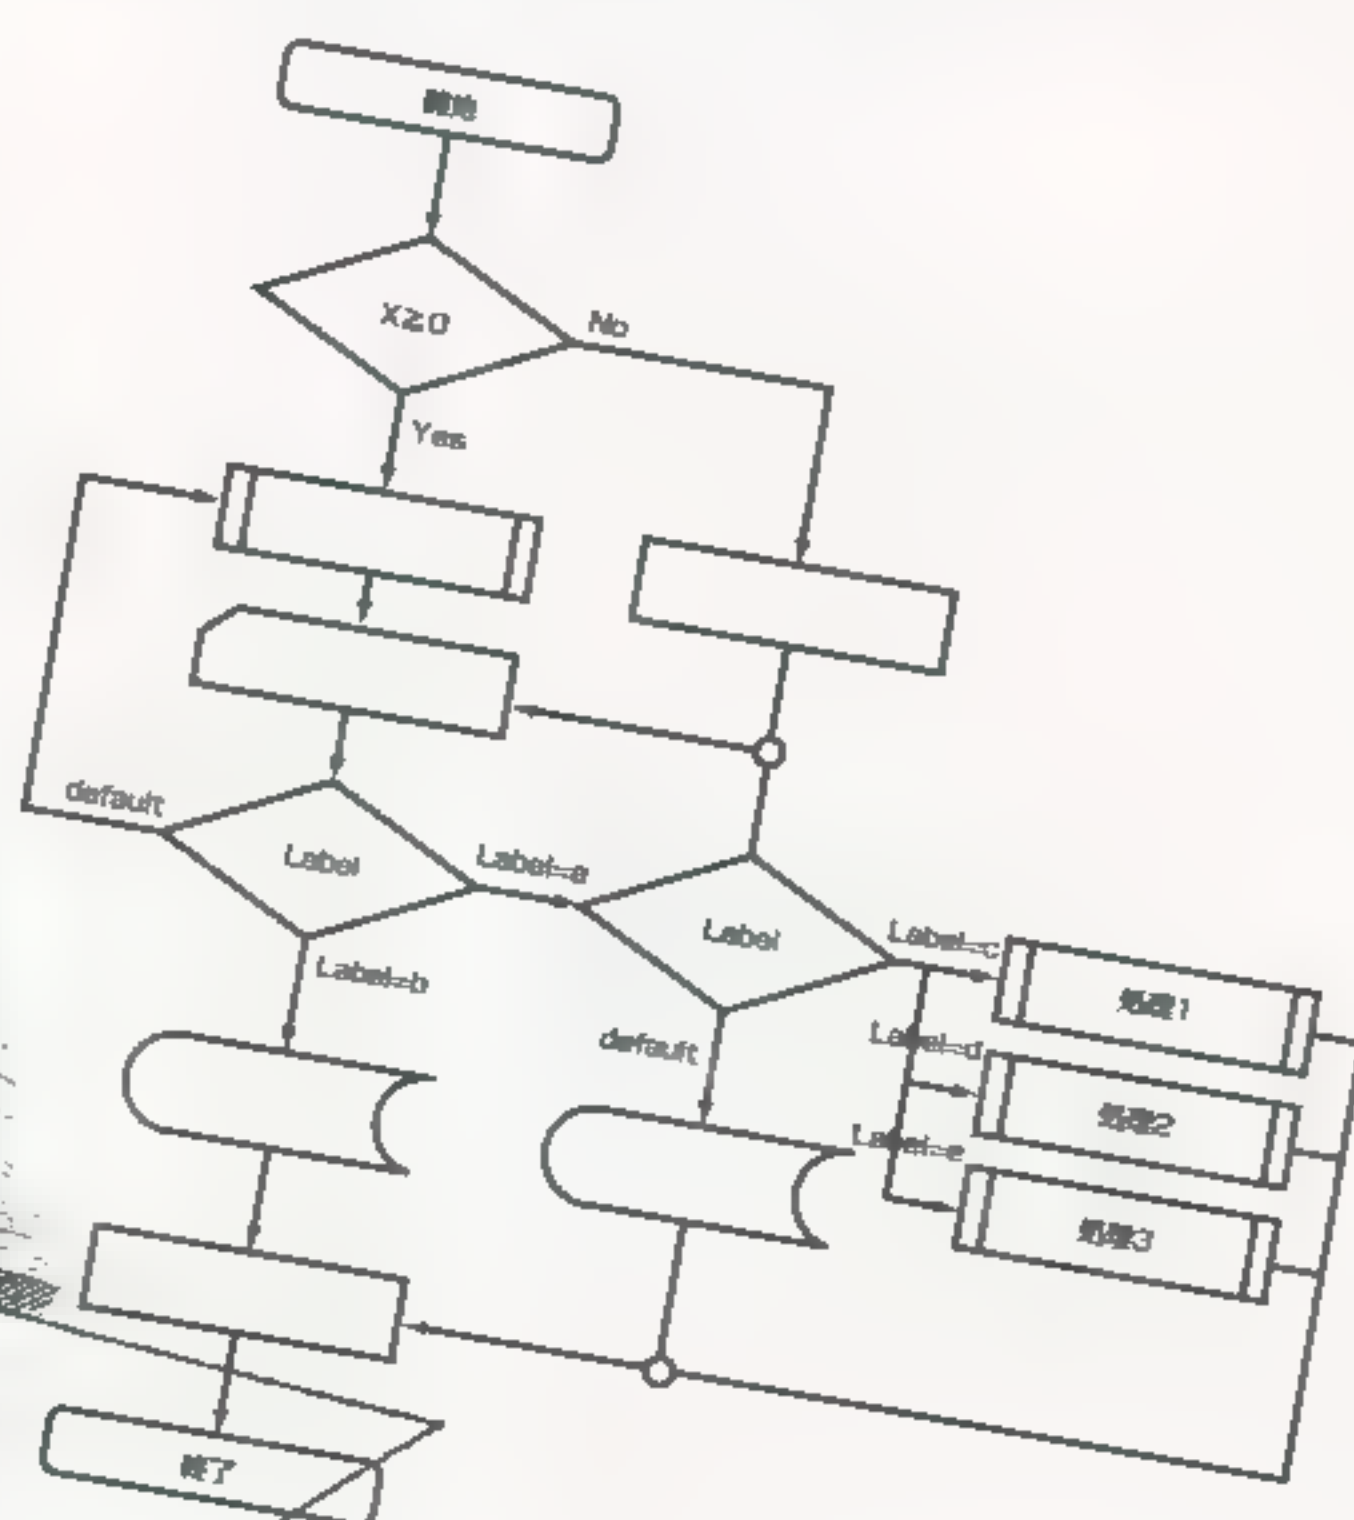 開始
X≥0
No
Yes
default
Label
Label=a
Label
Label=c
処理1
Label=b
default
Label=d
処理2
Label=e
処理3
終了